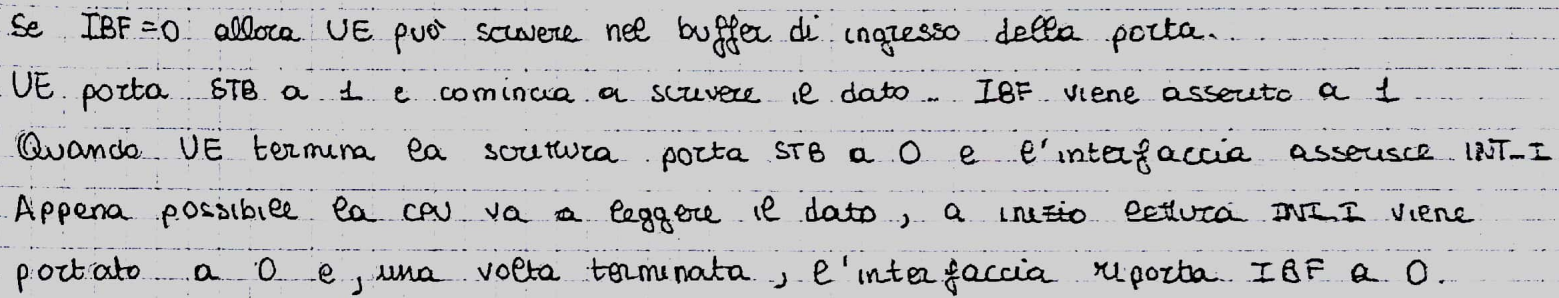 Se IBF=0 allora UE può scrivere nel buffer di ingresso della porta.
UE porta STB a 1 e comincia a scrivere il dato. IBF viene asserito a 1
Quando UE termina la scrittura porta STB a 0 e l'interfaccia asserisce INT_I
Appena possibile la CPU va a leggere il dato, a inizio lettura INT_I viene
portato a 0 e, una volta terminata, l'interfaccia riporta IBF a 0.